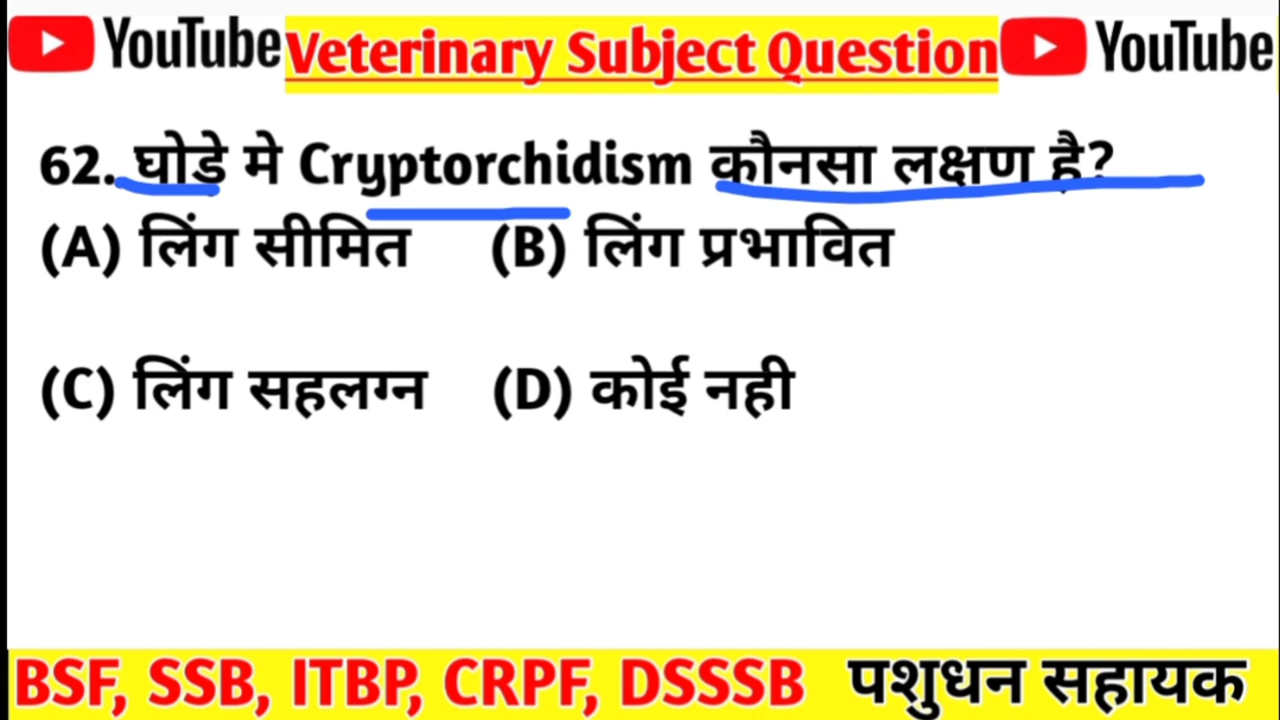 YouTube Veterinary Subject Question YouTube
62. घोडे मे Cryptorchidism कौनसा लक्षण है?
(A) लिंग सीमित (B) लिंग प्रभावित
(C) लिंग सहलग्न (D) कोई नही
BSF, SSB, ITBP, CRPF, DSSSB पशुधन सहायक